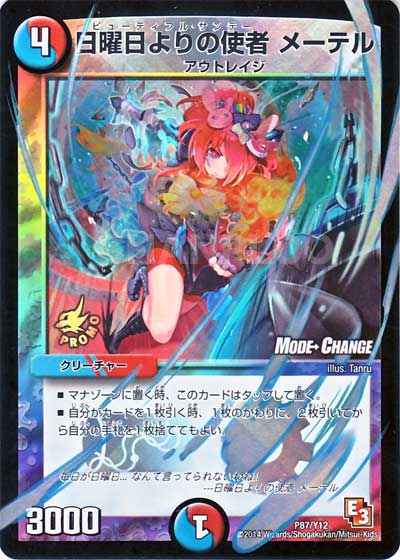 ビューティフル・サンデー
4
日曜日よりの使者 メーテル
アウトレイジ
PROMO
MODE CHANGE
illus. Tanru
クリーチャー
■ マナゾーンに置く時、このカードはタップして置く。
■ 自分がカードを1枚引く時、1枚のかわりに、2枚引いてか
ら自分の手札を1枚捨ててもよい。
毎日が日曜日…なんて言ってられないわね!!
---日曜日よりの使者 メーテル
3000
1
E3
P87/Y12
©2014 Wizards/Shogakukan/Mitsui-Kids